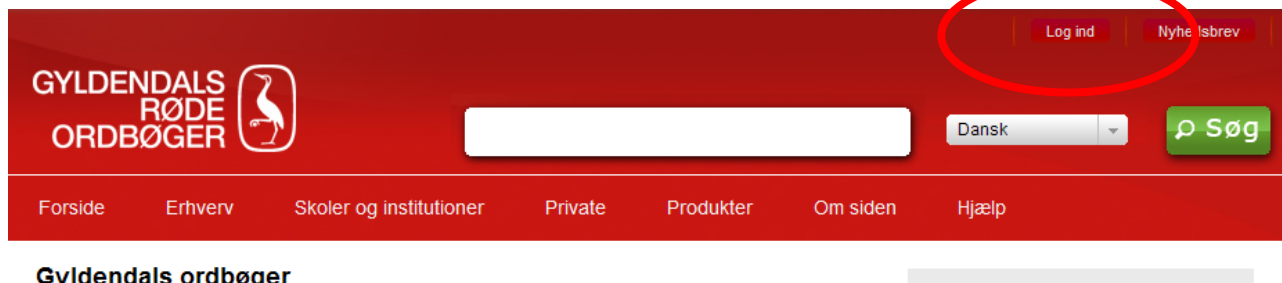 Log ind Nyhedsbrev
GYLDENDALS
RØDE
ORDBØGER
Dansk
Søg
Forside Erhverv Skoler og institutioner Private Produkter Om siden Hjælp
Gyldendals ordbøger